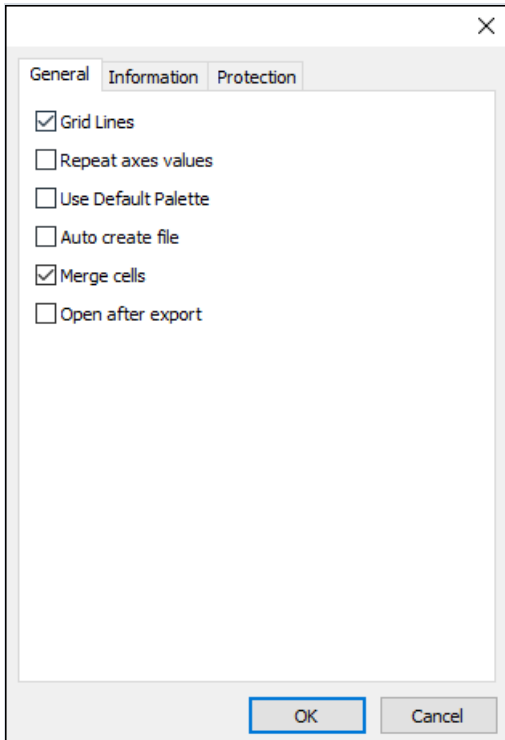 General Information Protection
Grid Lines
Repeat axes values
Use Default Palette
Auto create file
Merge cells
Open after export
OK Cancel